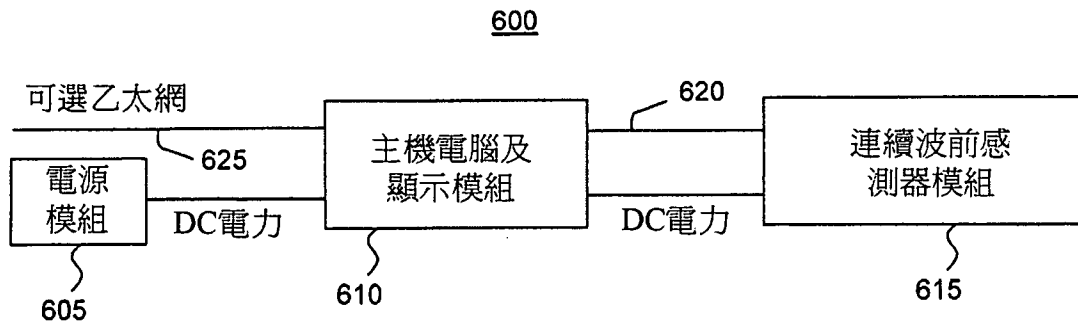 600
可選乙太網
625
電源
模組
605
DC電力
主機電腦及
顯示模組
610
620
DC電力
連續波前感
測器模組
615